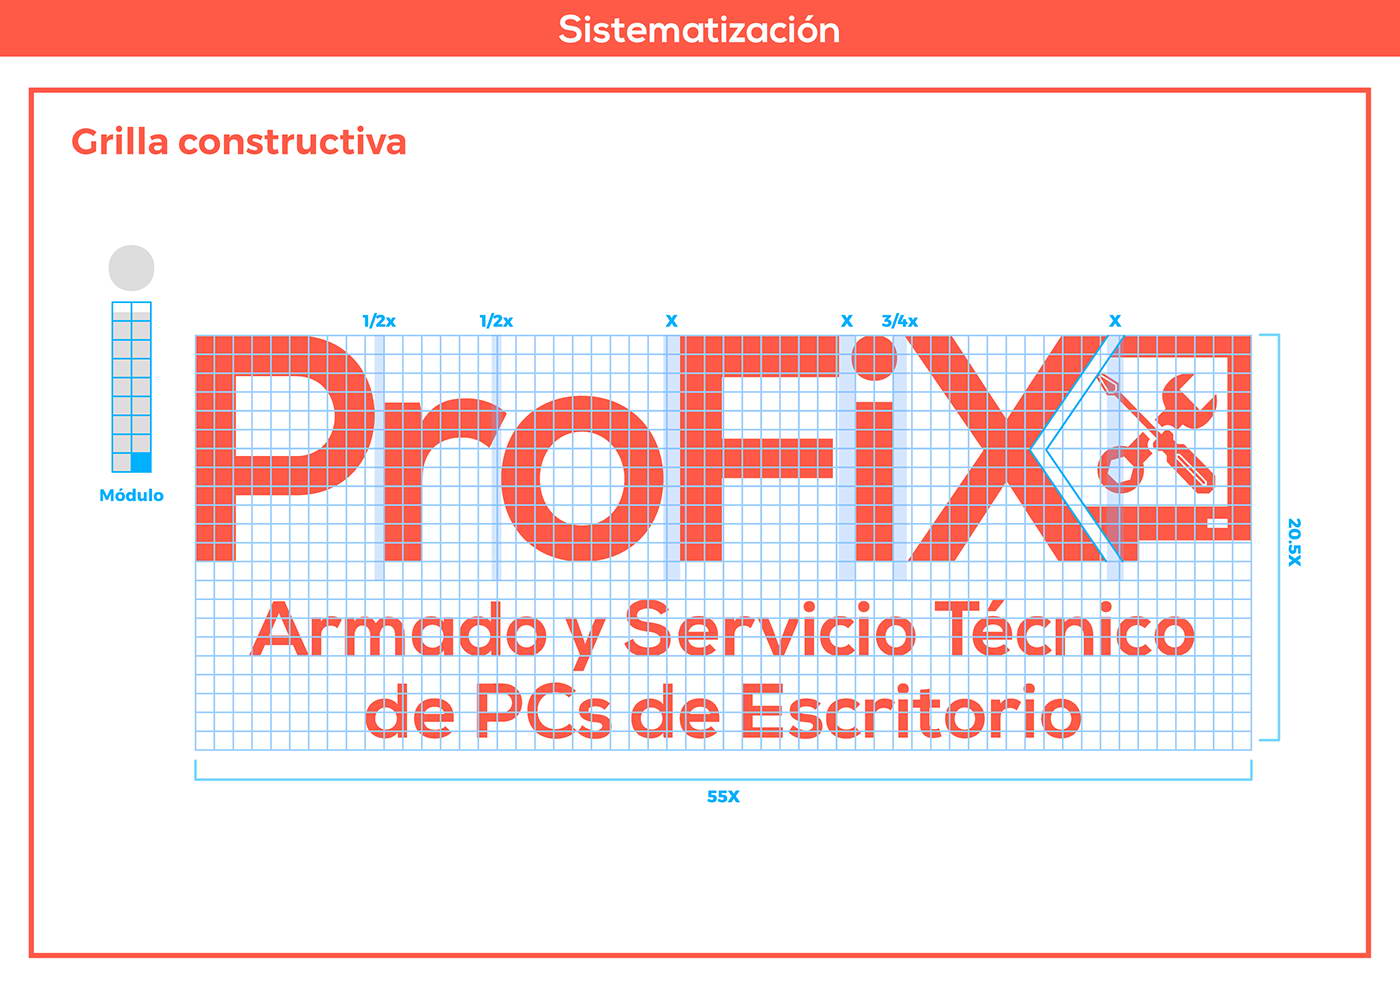 Sistematización
Grilla constructiva
1/2x 1/2x X X 3/4x X
ProFiX
Módulo
20.5X
Armado y Servicio Técnico
de PCs de Escritorio
55X